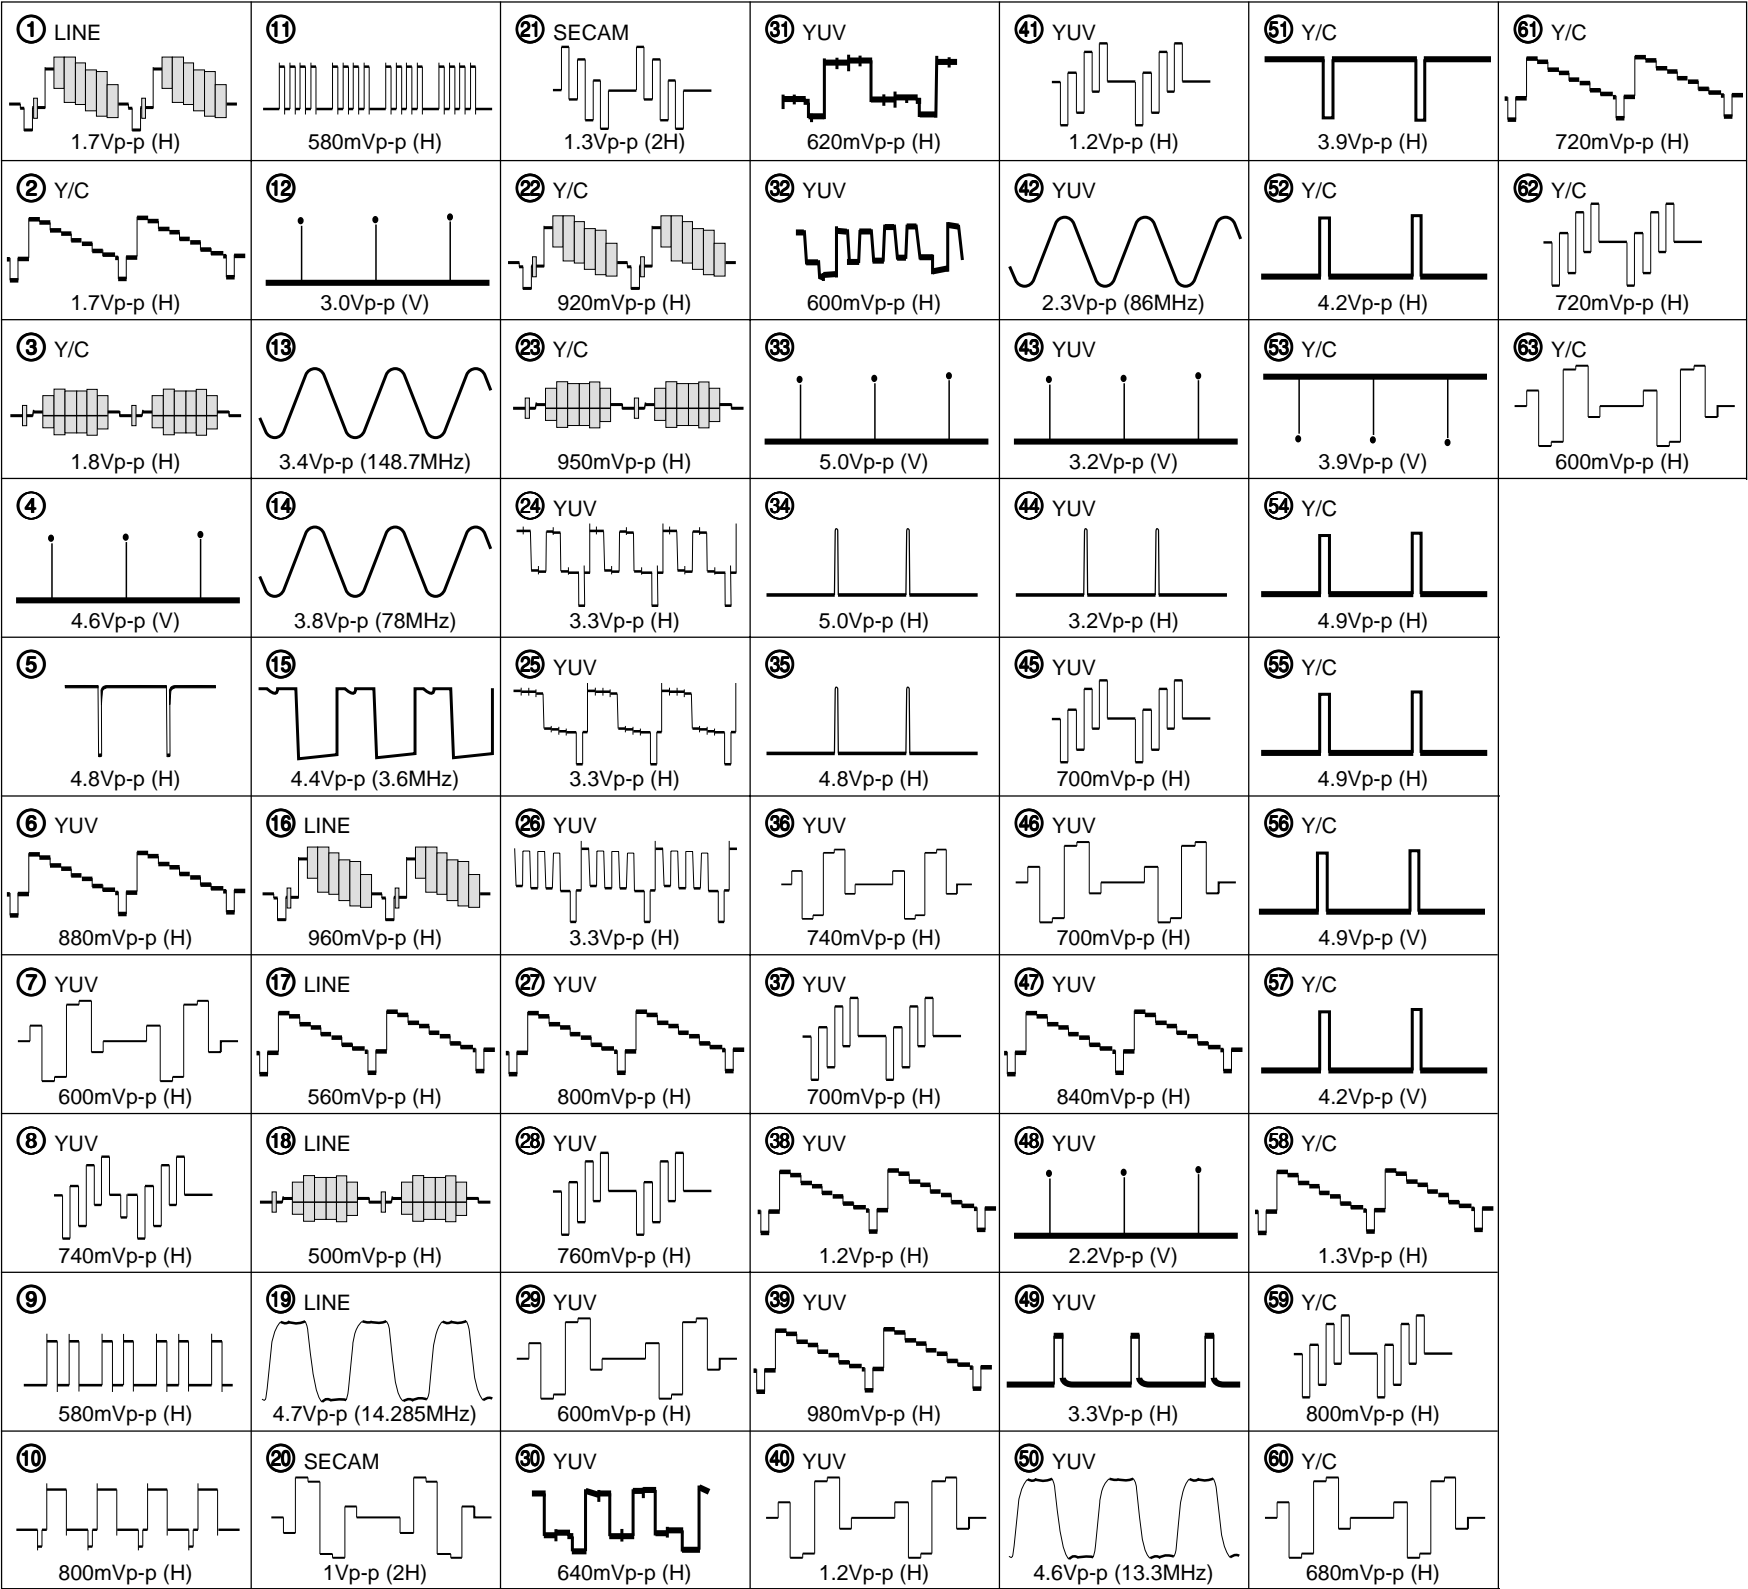 ① LINE
1.7Vp-p (H)
② Y/C
1.7Vp-p (H)
③ Y/C
1.8Vp-p (H)
④
4.6Vp-p (V)
⑤
4.8Vp-p (H)
⑥ YUV
880mVp-p (H)
⑦ YUV
600mVp-p (H)
⑧ YUV
740mVp-p (H)
⑨
580mVp-p (H)
⑩
800mVp-p (H)
⑪
580mVp-p (H)
⑫
3.0Vp-p (V)
⑬
3.4Vp-p (148.7MHz)
⑭
3.8Vp-p (78MHz)
⑮
4.4Vp-p (3.6MHz)
⑯ LINE
960mVp-p (H)
⑰ LINE
560mVp-p (H)
⑱ LINE
500mVp-p (H)
⑲ LINE
4.7Vp-p (14.285MHz)
⑳ SECAM
1Vp-p (2H)
㉑ SECAM
1.3Vp-p (2H)
㉒ Y/C
920mVp-p (H)
㉓ Y/C
950mVp-p (H)
㉔ YUV
3.3Vp-p (H)
㉕ YUV
3.3Vp-p (H)
㉖ YUV
3.3Vp-p (H)
㉗ YUV
800mVp-p (H)
㉘ YUV
760mVp-p (H)
㉙ YUV
600mVp-p (H)
㉚ YUV
640mVp-p (H)
㉛ YUV
620mVp-p (H)
㉜ YUV
600mVp-p (H)
㉝
5.0Vp-p (V)
㉞
5.0Vp-p (H)
㉟
4.8Vp-p (H)
㊱ YUV
740mVp-p (H)
㊲ YUV
700mVp-p (H)
㊳ YUV
1.2Vp-p (H)
㊴ YUV
980mVp-p (H)
㊵ YUV
1.2Vp-p (H)
㊶ YUV
1.2Vp-p (H)
㊷ YUV
2.3Vp-p (86MHz)
㊸ YUV
3.2Vp-p (V)
㊹ YUV
3.2Vp-p (H)
㊺ YUV
700mVp-p (H)
㊻ YUV
700mVp-p (H)
㊼ YUV
840mVp-p (H)
㊽ YUV
2.2Vp-p (V)
㊾ YUV
3.3Vp-p (H)
㊿ YUV
4.6Vp-p (13.3MHz)
51 Y/C
3.9Vp-p (H)
52 Y/C
4.2Vp-p (H)
53 Y/C
3.9Vp-p (V)
54 Y/C
4.9Vp-p (H)
55 Y/C
4.9Vp-p (H)
56 Y/C
4.9Vp-p (V)
57 Y/C
4.2Vp-p (V)
58 Y/C
1.3Vp-p (H)
59 Y/C
800mVp-p (H)
60 Y/C
680mVp-p (H)
61 Y/C
720mVp-p (H)
62 Y/C
720mVp-p (H)
63 Y/C
600mVp-p (H)